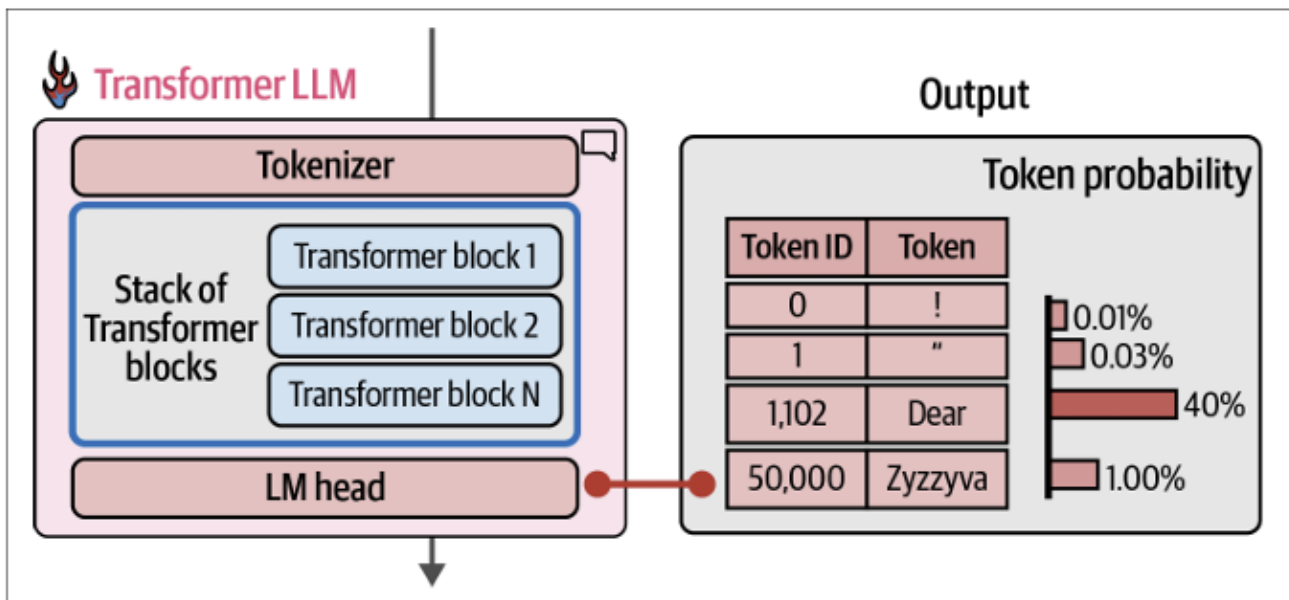 Transformer LLM
Tokenizer
Stack of
Transformer
blocks
Transformer block 1
Transformer block 2
Transformer block N
LM head
Output
Token probability
Token ID Token
0 !
0.01%
1 “
0.03%
1,102 Dear
40%
50,000 Zyzzyva
1.00%